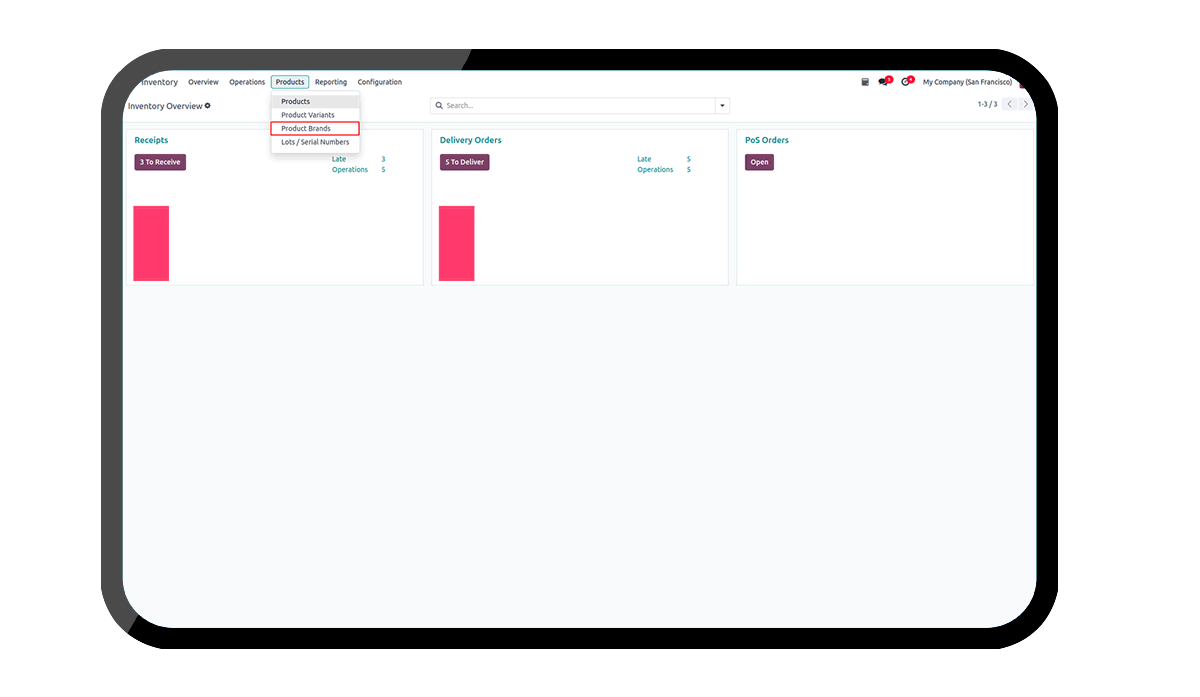 Inventory Overview Operations Products Reporting Configuration 3 4 My Company (San Francisco)
Inventory Overview Search... 1-3 / 3
Products
Product Variants
Product Brands
Lots / Serial Numbers
Receipts
3 To Receive
Late 3
Operations 5
Delivery Orders
5 To Deliver
Late 5
Operations 5
PoS Orders
Open